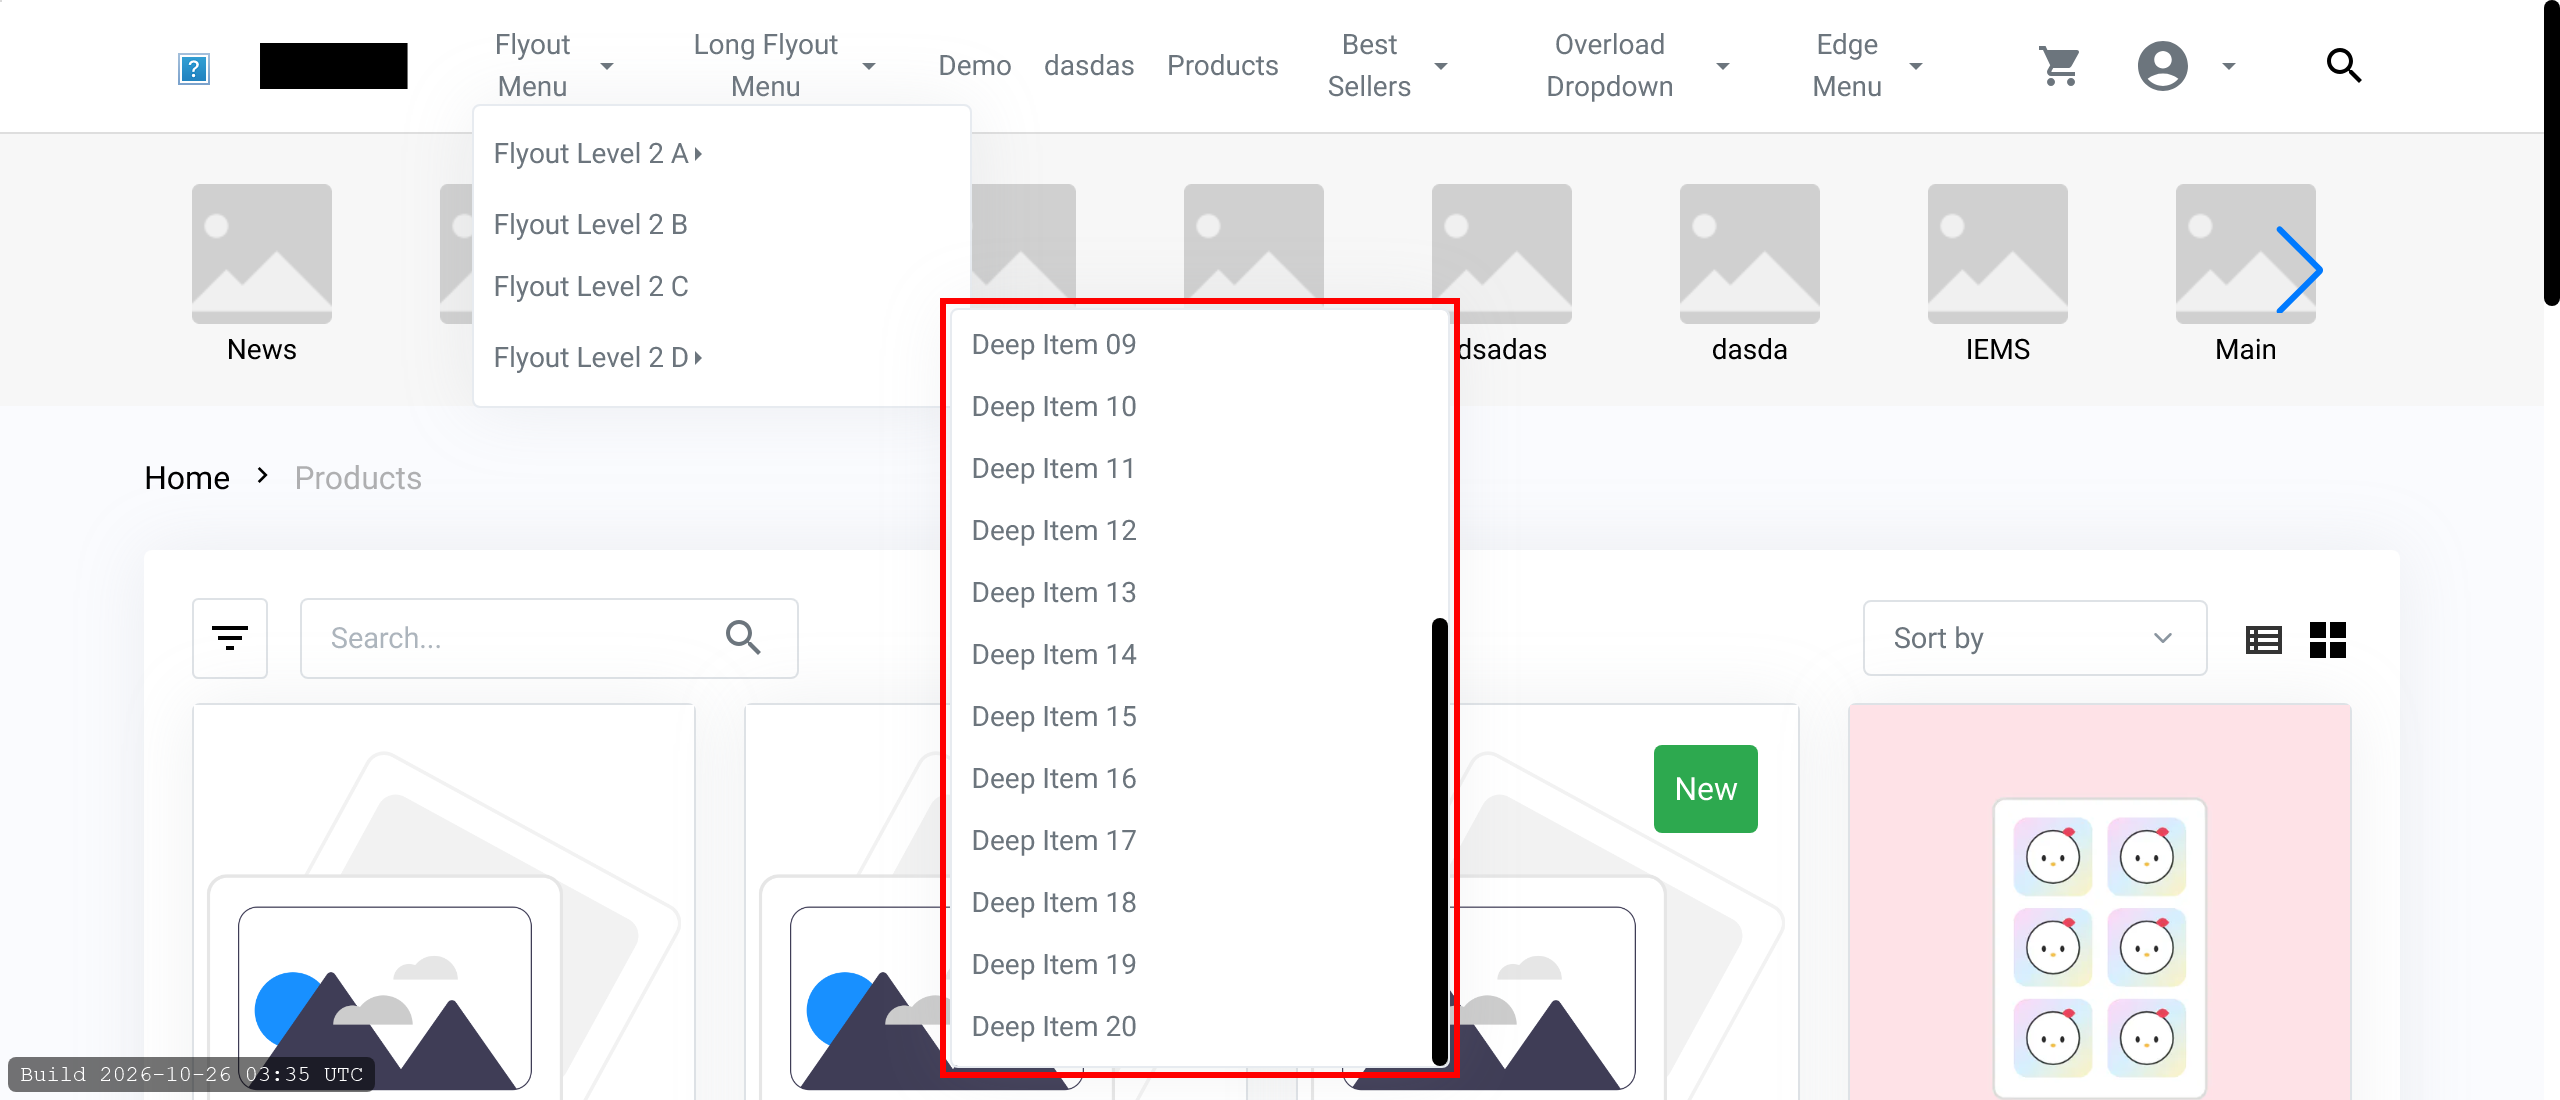 Flyout
Menu
Long Flyout
Menu
Demo
dasdas
Products
Best
Sellers
Overload
Dropdown
Edge
Menu
Flyout Level 2 A
Flyout Level 2 B
Flyout Level 2 C
Flyout Level 2 D
News
dsadas
dasda
IEMS
Main
Deep Item 09
Deep Item 10
Deep Item 11
Deep Item 12
Deep Item 13
Deep Item 14
Deep Item 15
Deep Item 16
Deep Item 17
Deep Item 18
Deep Item 19
Deep Item 20
Home
Products
Search...
Sort by
New
Build 2026-10-26 03:35 UTC